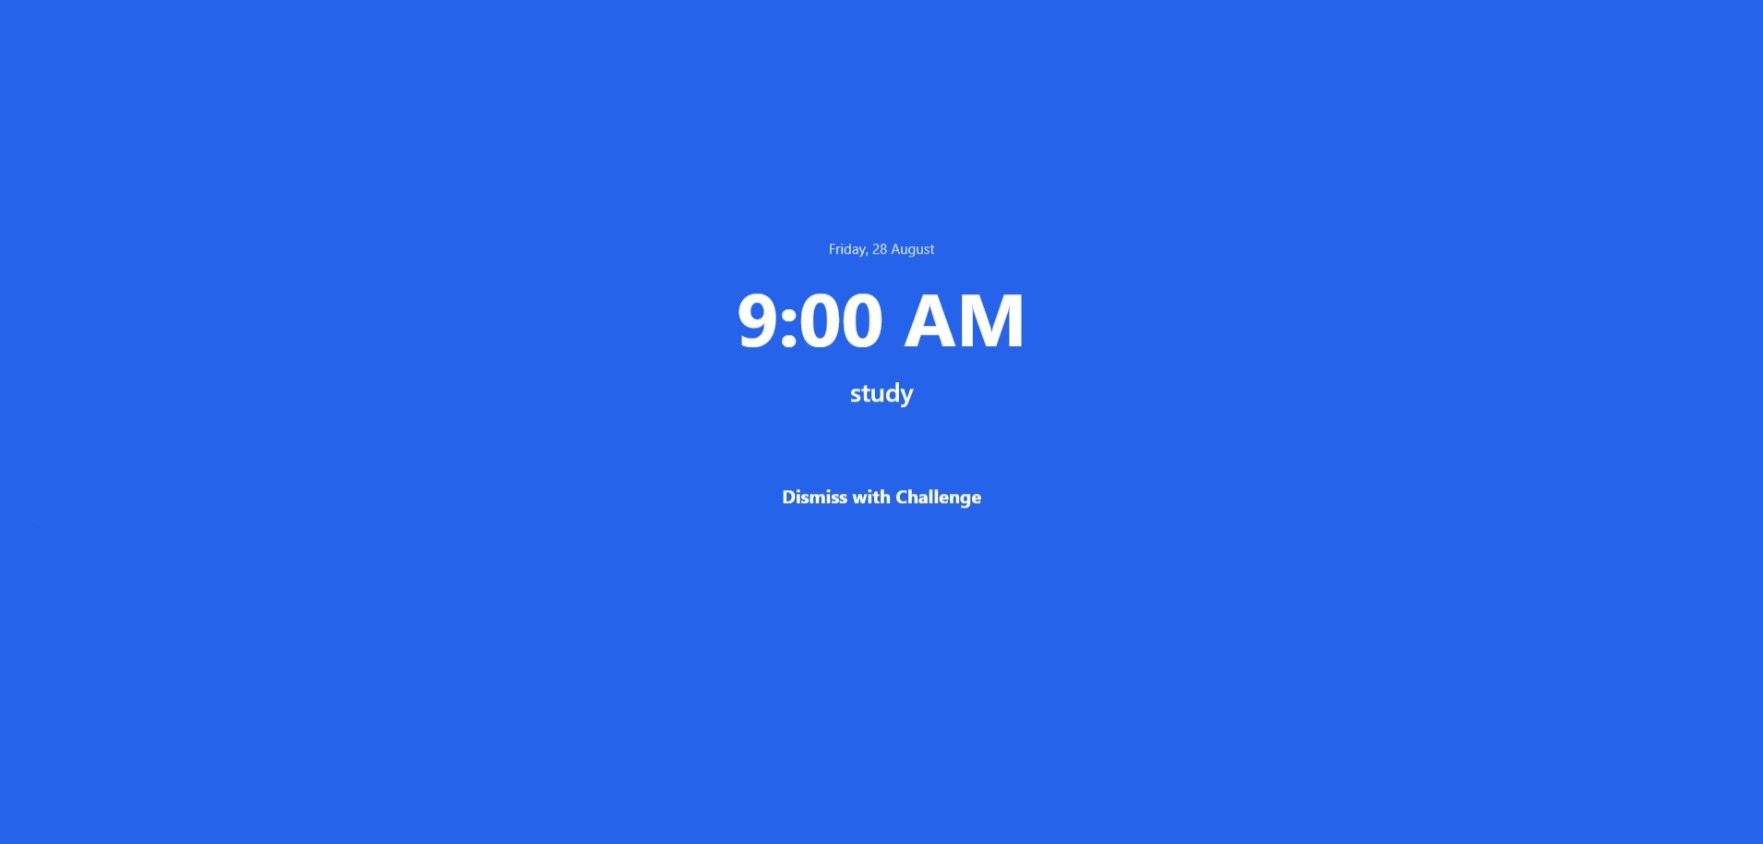 Friday, 28 August
9:00 AM
study
Dismiss with Challenge